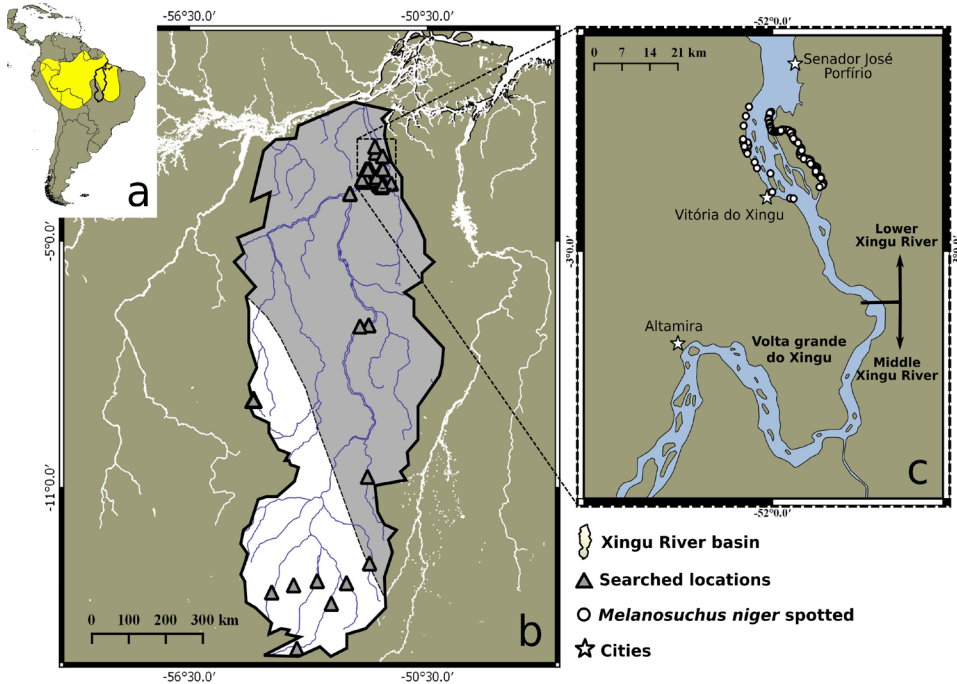 -56°30.0′
-50°30.0′
a
-5°0.0′
-11°0.0′
0 100 200 300 km
b
-56°30.0′
-50°30.0′
-52°0.0′
0 7 14 21 km
Senador José
Porfírio
Vitória do Xingu
Lower
Xingu River
-3°0.0′
-3°0.0′
Altamira
Volta grande
do Xingu
Middle
Xingu River
c
-52°0.0′
Xingu River basin
Searched locations
Melanosuchus niger spotted
Cities